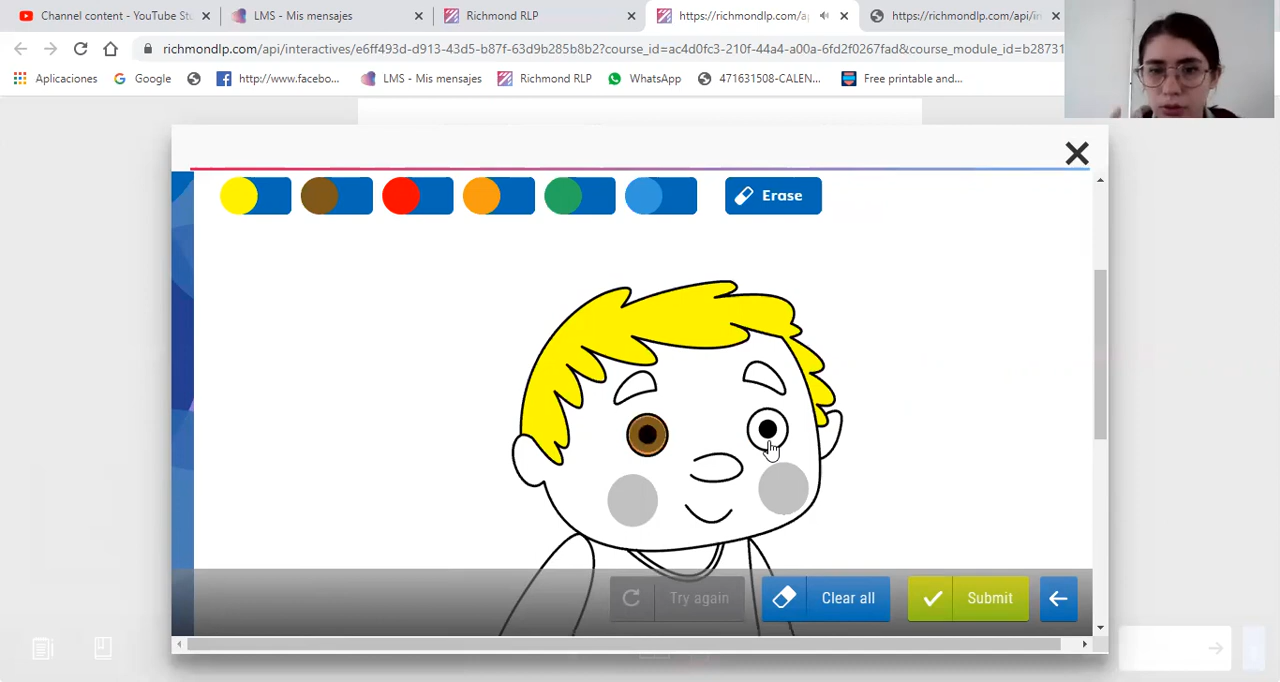 Channel content - YouTube Stu
LMS - Mis mensajes
Richmond RLP
https://richmondlp.com/a
https://richmondlp.com/api/in
richmondlp.com/api/interactives/e6ff493d-d913-43d5-b87f-63d9b285b8b2?course_id=ac4d0fc3-210f-44a4-a00a-6fd2f0267fad&course_module_id=b28731
Aplicaciones
Google
http://www.facebo...
LMS - Mis mensajes
Richmond RLP
WhatsApp
471631508-CALEN...
Free printable and...
Erase
Try again
Clear all
Submit